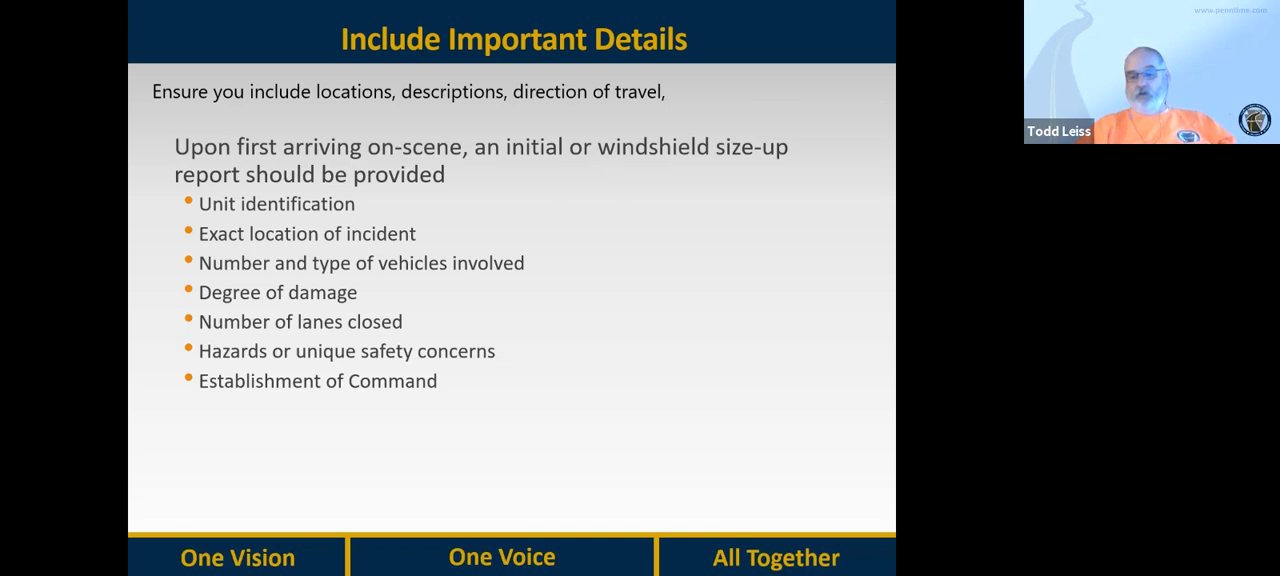 Include Important Details
www.penntime.com
Ensure you include locations, descriptions, direction of travel,
Todd Leiss
Upon first arriving on-scene, an initial or windshield size-up
report should be provided
• Unit identification
• Exact location of incident
• Number and type of vehicles involved
• Degree of damage
• Number of lanes closed
• Hazards or unique safety concerns
• Establishment of Command
One Vision
One Voice
All Together